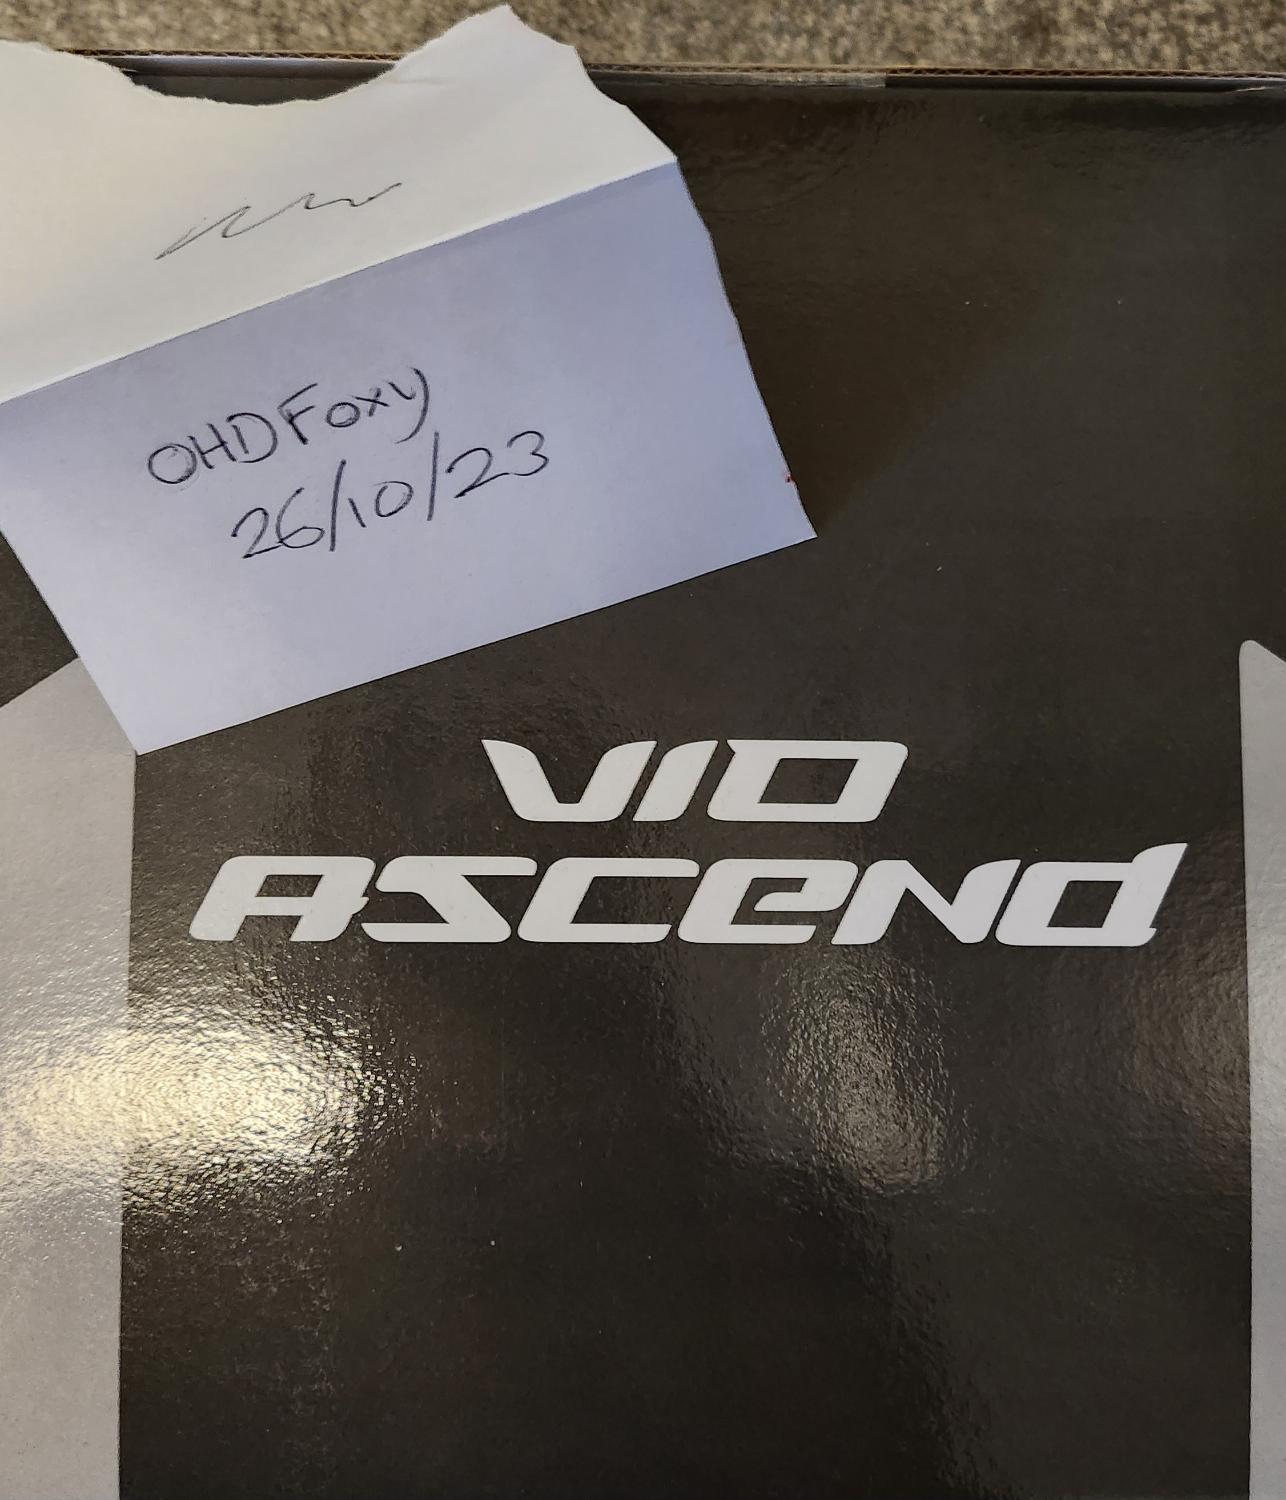 OHDFoxy
26/10/23
VIO
ASCEND